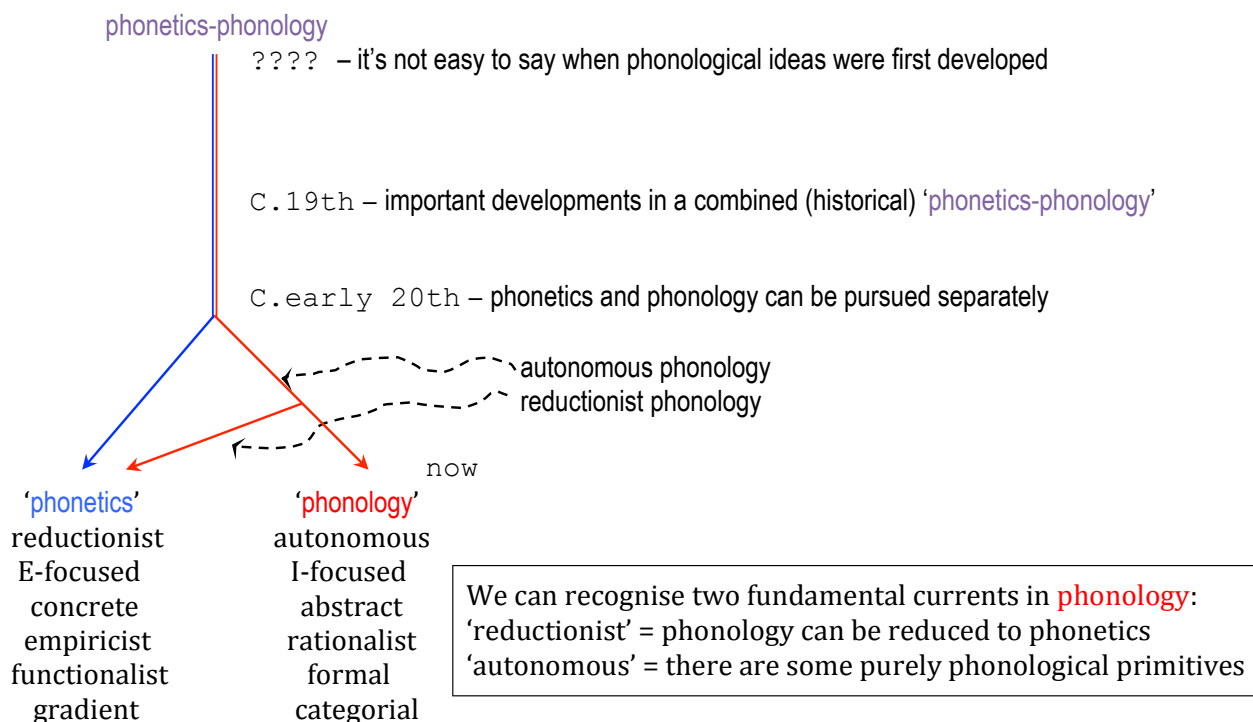 phonetics-phonology
???? – it's not easy to say when phonological ideas were first developed
C.19th – important developments in a combined (historical) ‘phonetics-phonology’
C.early 20th – phonetics and phonology can be pursued separately
autonomous phonology
reductionist phonology
now
‘phonetics’
reductionist
E-focused
concrete
empiricist
functionalist
gradient
‘phonology’
autonomous
I-focused
abstract
rationalist
formal
categorial
We can recognise two fundamental currents in phonology:
‘reductionist’ = phonology can be reduced to phonetics
‘autonomous’ = there are some purely phonological primitives